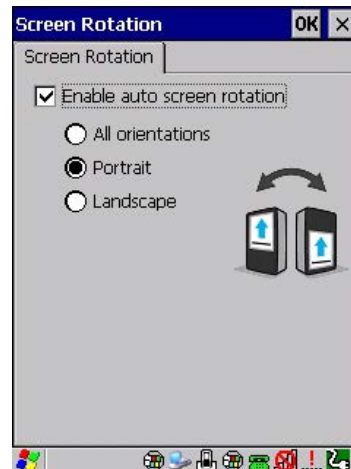 Screen Rotation OK ×
Screen Rotation
Enable auto screen rotation
All orientations
Portrait
Landscape